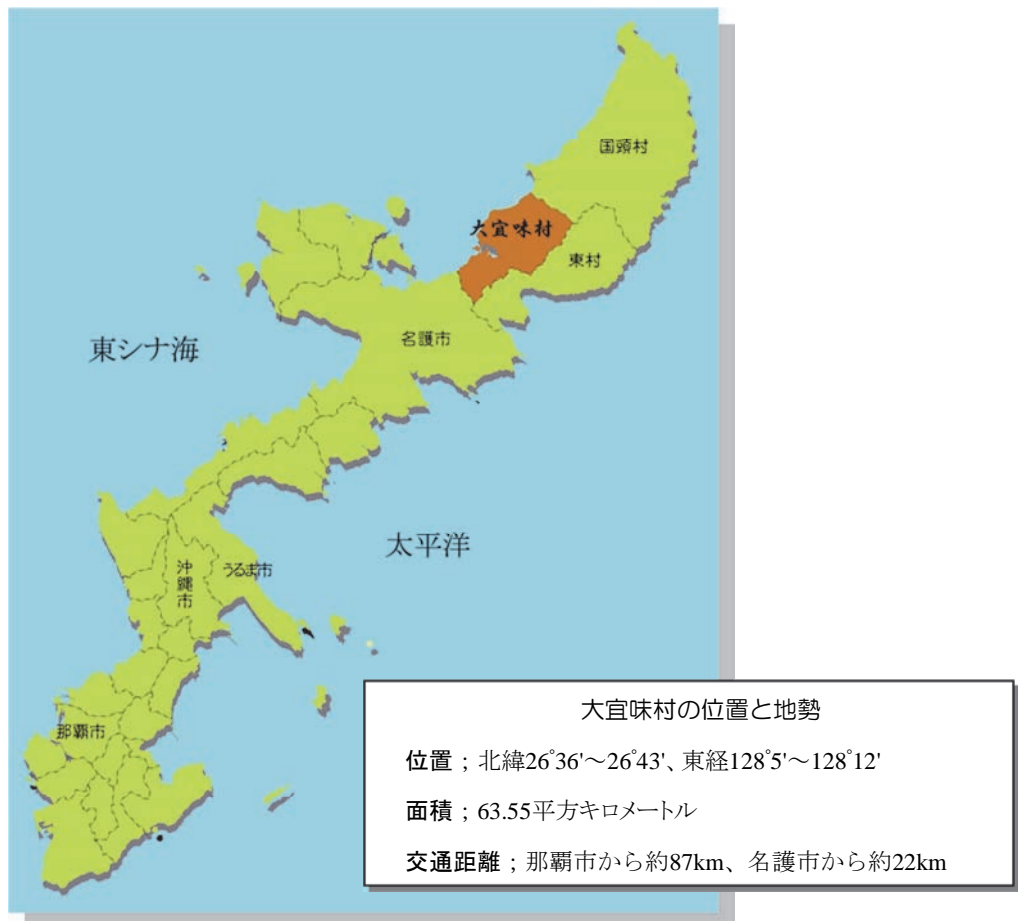 国頭村
大宜味村
東村
名護市
東シナ海
太平洋
沖縄市
うるま市
那覇市
大宜味村の位置と地勢
位置；北緯26°36'～26°43'、東経128°5'～128°12'
面積；63.55平方キロメートル
交通距離；那覇市から約87km、名護市から約22km